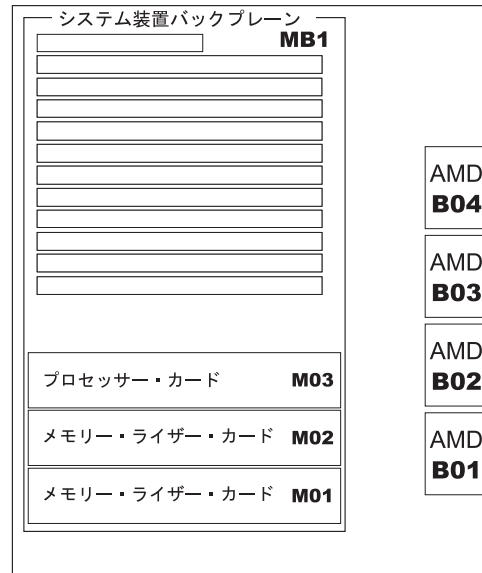 システム装置バックプレーン
MB1
AMD
B04
AMD
B03
AMD
B02
AMD
B01
プロセッサー・カード M03
メモリー・ライザー・カード M02
メモリー・ライザー・カード M01